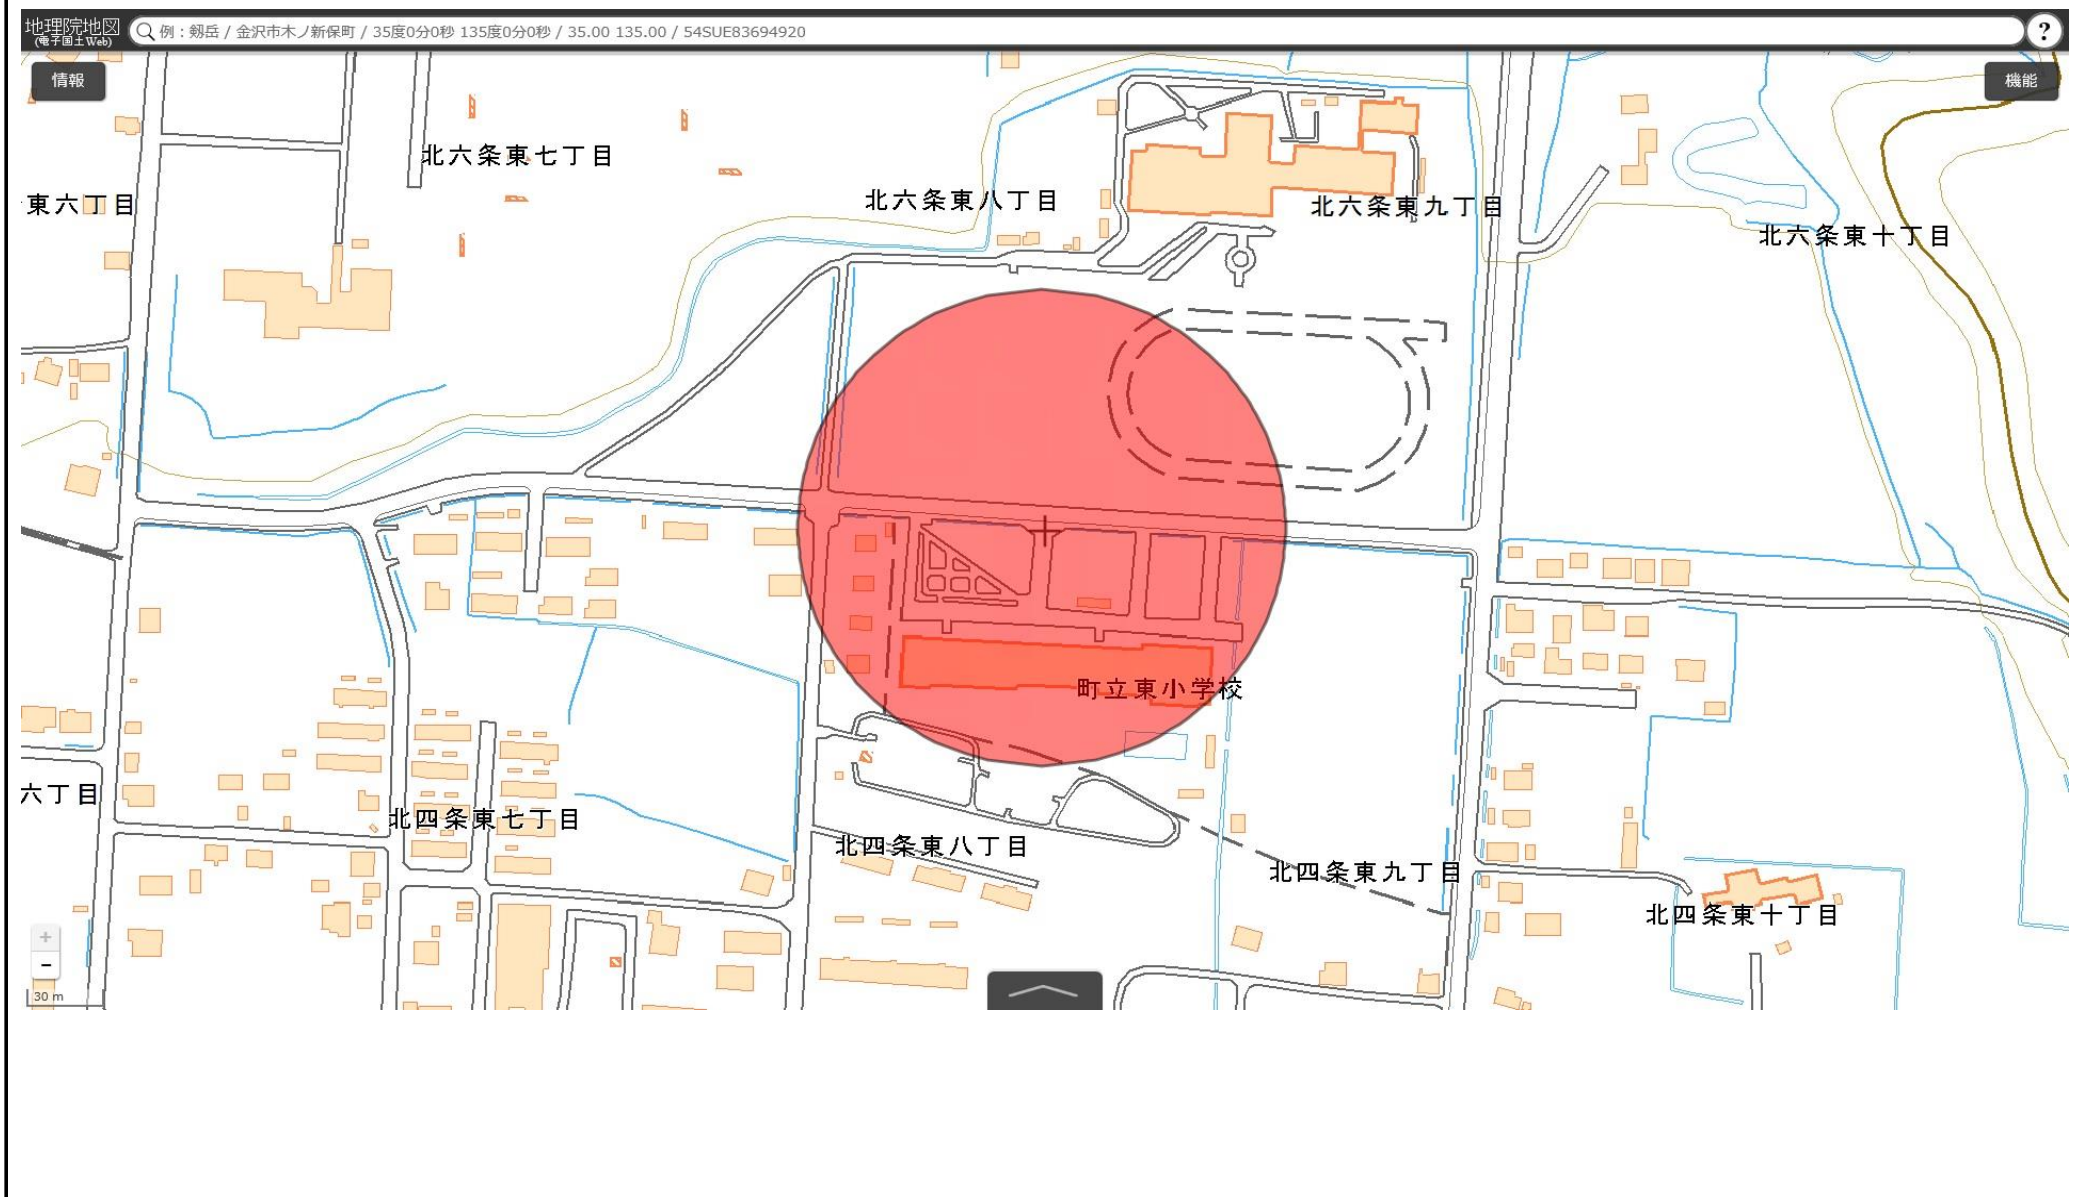 地理院地図
(電子国土Web)
例：剱岳 / 金沢市木ノ新保町 / 35度0分0秒 135度0分0秒 / 35.00 135.00 / 54SUE83694920
?
情報
機能
北六条東七丁目
東六丁目
北六条東八丁目
北六条東九丁目
北六条東十丁目
町立東小学校
六丁目
北四条東七丁目
北四条東八丁目
北四条東九丁目
北四条東十丁目
+
-
30 m